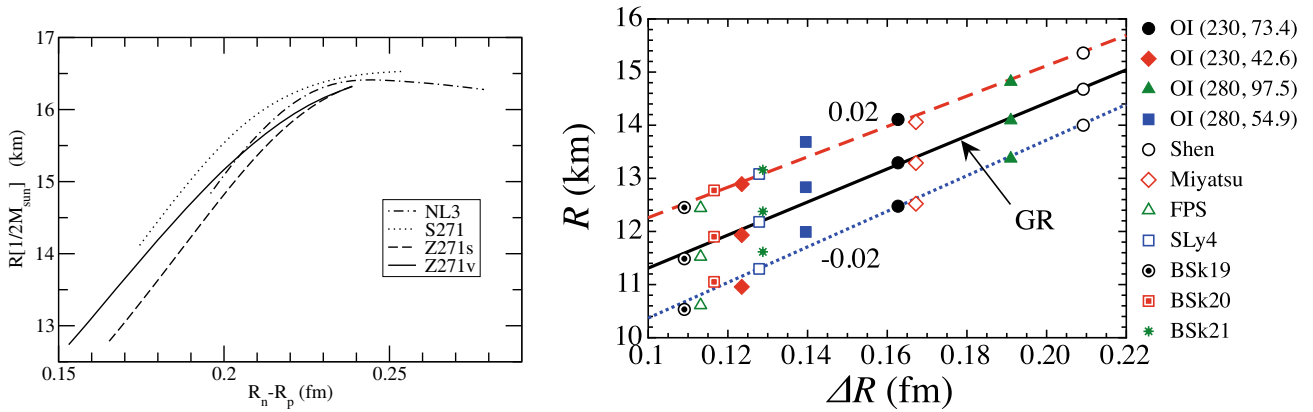 17
16
15
14
13
R[1/2M_sun] (km)
0.15
0.2
0.25
R_n-R_p (fm)
NL3
S271
Z271s
Z271v
16
15
14
13
12
11
10
R (km)
0.1
0.12
0.14
0.16
0.18
0.20
0.22
ΔR (fm)
0.02
GR
-0.02
OI (230, 73.4)
OI (230, 42.6)
OI (280, 97.5)
OI (280, 54.9)
Shen
Miyatsu
FPS
SLy4
BSk19
BSk20
BSk21